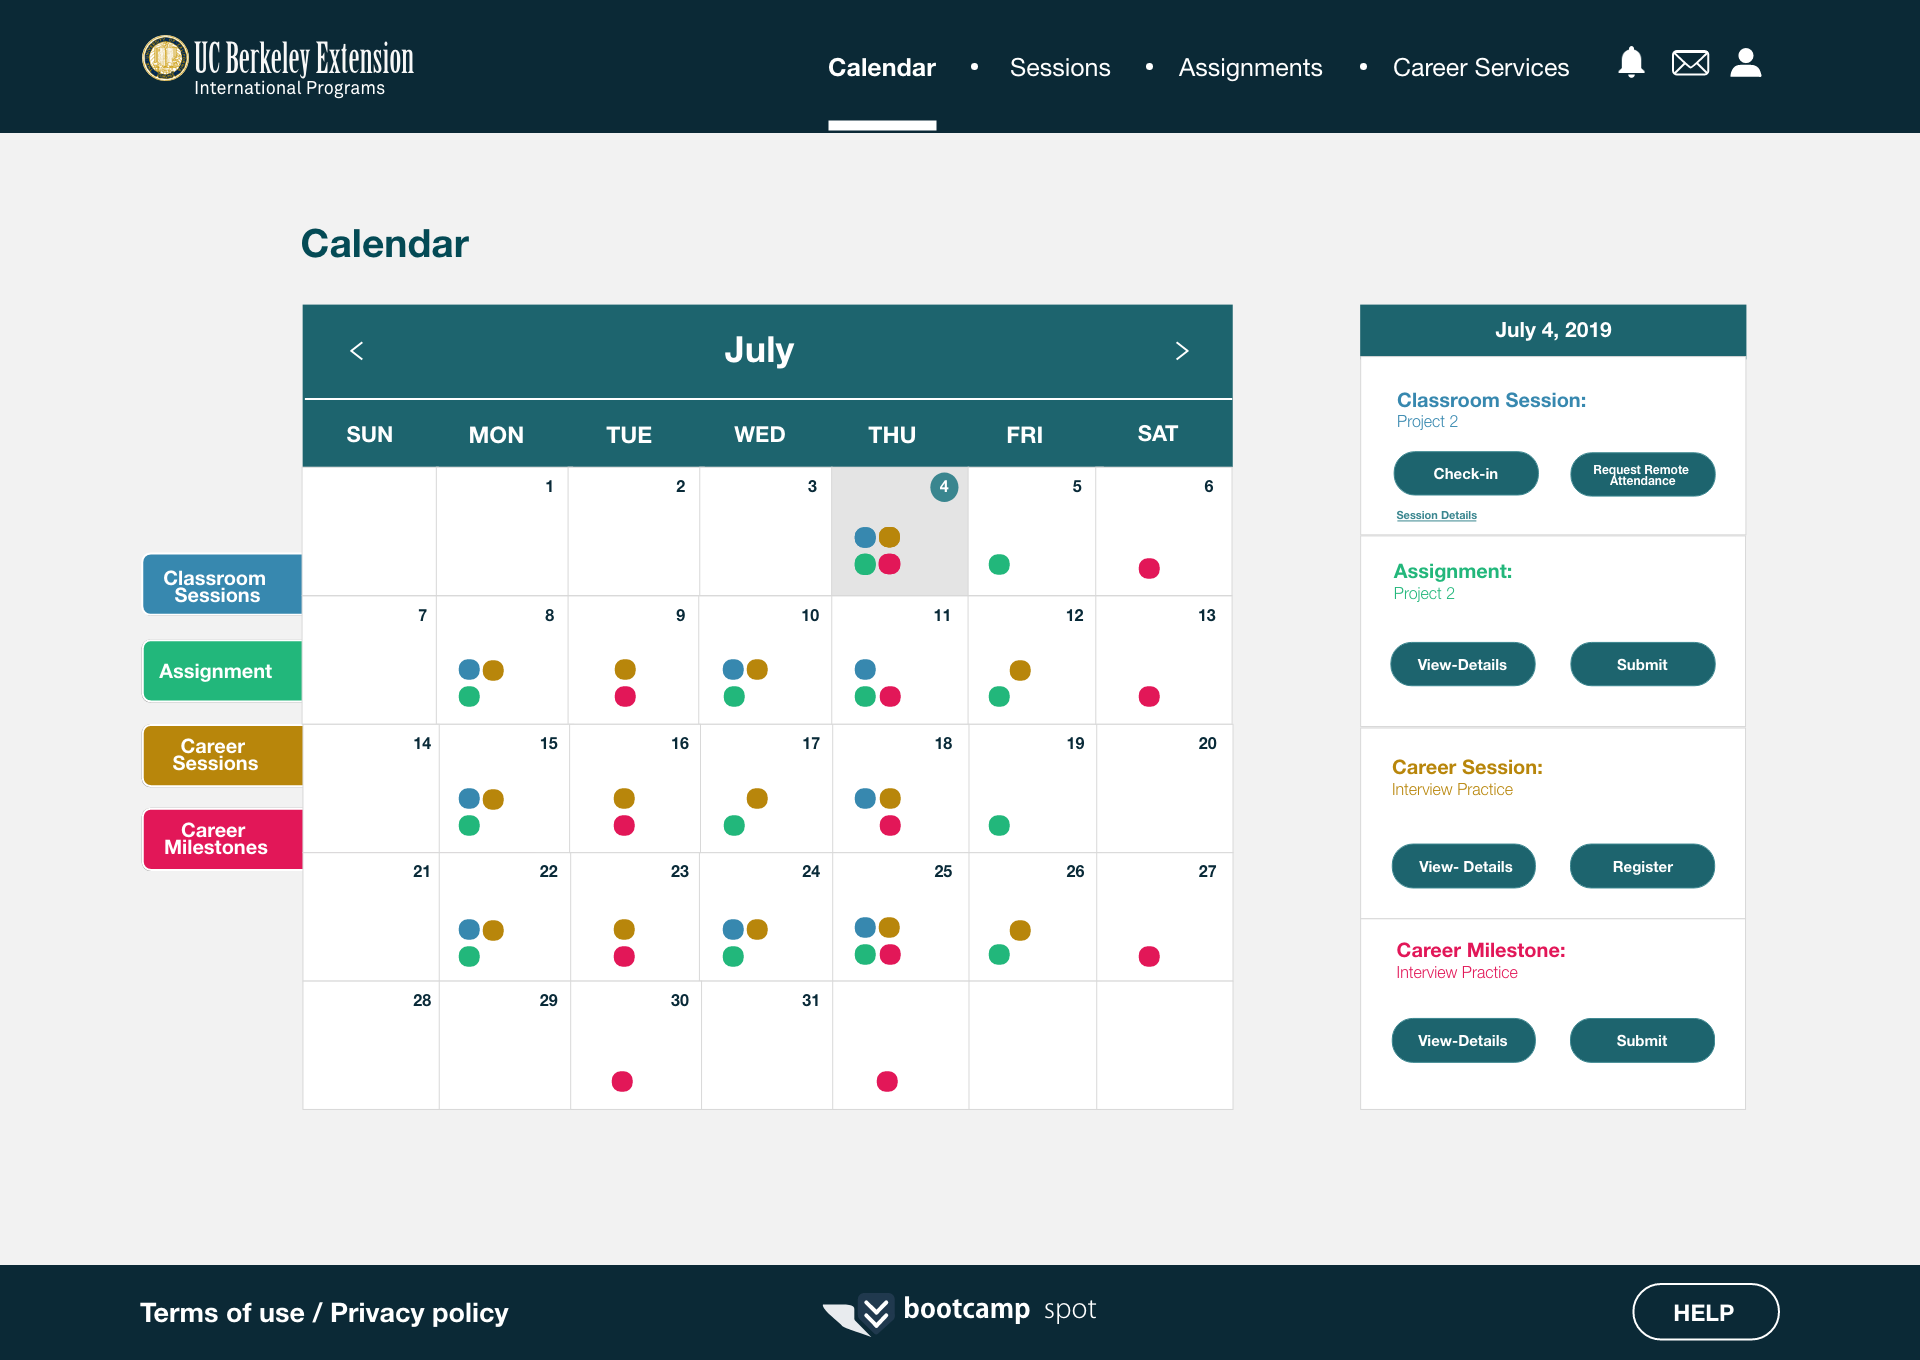 UC Berkeley Extension
International Programs
Calendar • Sessions • Assignments • Career Services
Calendar
July
SUN MON TUE WED THU FRI SAT
1 2 3 4 5 6
7 8 9 10 11 12 13
14 15 16 17 18 19 20
21 22 23 24 25 26 27
28 29 30 31
Classroom
Sessions
Assignment
Career
Sessions
Career
Milestones
July 4, 2019
Classroom Session:
Project 2
Check-in
Request Remote
Attendance
Session Details
Assignment:
Project 2
View-Details Submit
Career Session:
Interview Practice
View- Details Register
Career Milestone:
Interview Practice
View-Details Submit
Terms of use / Privacy policy
bootcamp spot
HELP